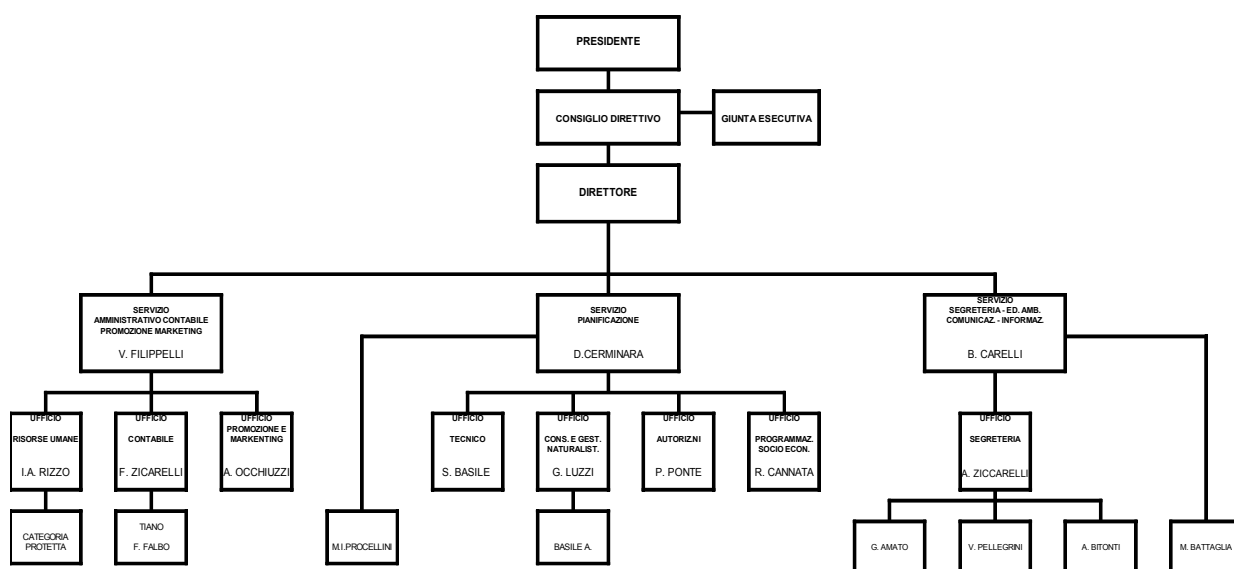 PRESIDENTE
CONSIGLIO DIRETTIVO
GIUNTA ESECUTIVA
DIRETTORE
SERVIZIO
AMMINISTRATIVO CONTABILE
PROMOZIONE MARKETING
V. FILIPPELLI
SERVIZIO
PIANIFICAZIONE
D.CERMINARA
SERVIZIO
SEGRETERIA - ED. AMB.
COMUNICAZ. - INFORMAZ.
B. CARELLI
UFFICIO
RISORSE UMANE
I.A. RIZZO
UFFICIO
CONTABILE
F. ZICARELLI
UFFICIO
PROMOZIONE E
MARKENTING
A. OCCHIUZZI
UFFICIO
TECNICO
S. BASILE
UFFICIO
CONS. E GEST.
NATURALIST.
G. LUZZI
UFFICIO
AUTORIZ.NI
P. PONTE
UFFICIO
PROGRAMMAZ.
SOCIO ECON.
R. CANNATA
UFFICIO
SEGRETERIA
A. ZICCARELLI
CATEGORIA
PROTETTA
TIANO
F. FALBO
M.I.PROCELLINI
BASILE A.
G. AMATO
V. PELLEGRINI
A. BITONTI
M. BATTAGLIA